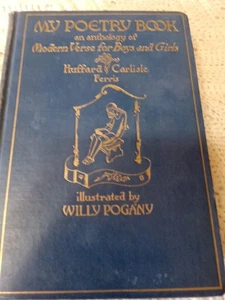 MY POETRY BOOK
an anthology of
Modern Verse for Boys and Girls
Huffard & Carlisle
Ferris
illustrated by
WILLY POGÁNY